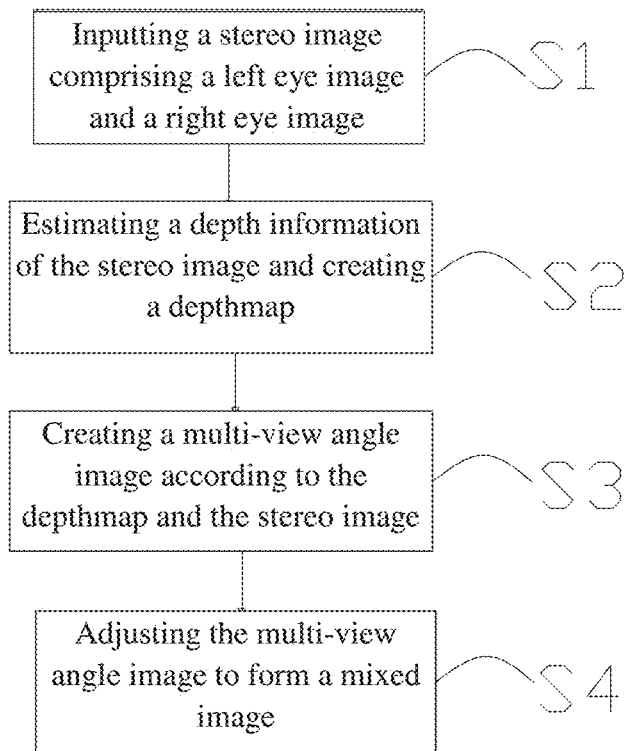 Inputting a stereo image
comprising a left eye image
and a right eye image
S1
Estimating a depth information
of the stereo image and creating
a depthmap
S2
Creating a multi-view angle
image according to the
depthmap and the stereo image
S3
Adjusting the multi-view
angle image to form a mixed
image
S4